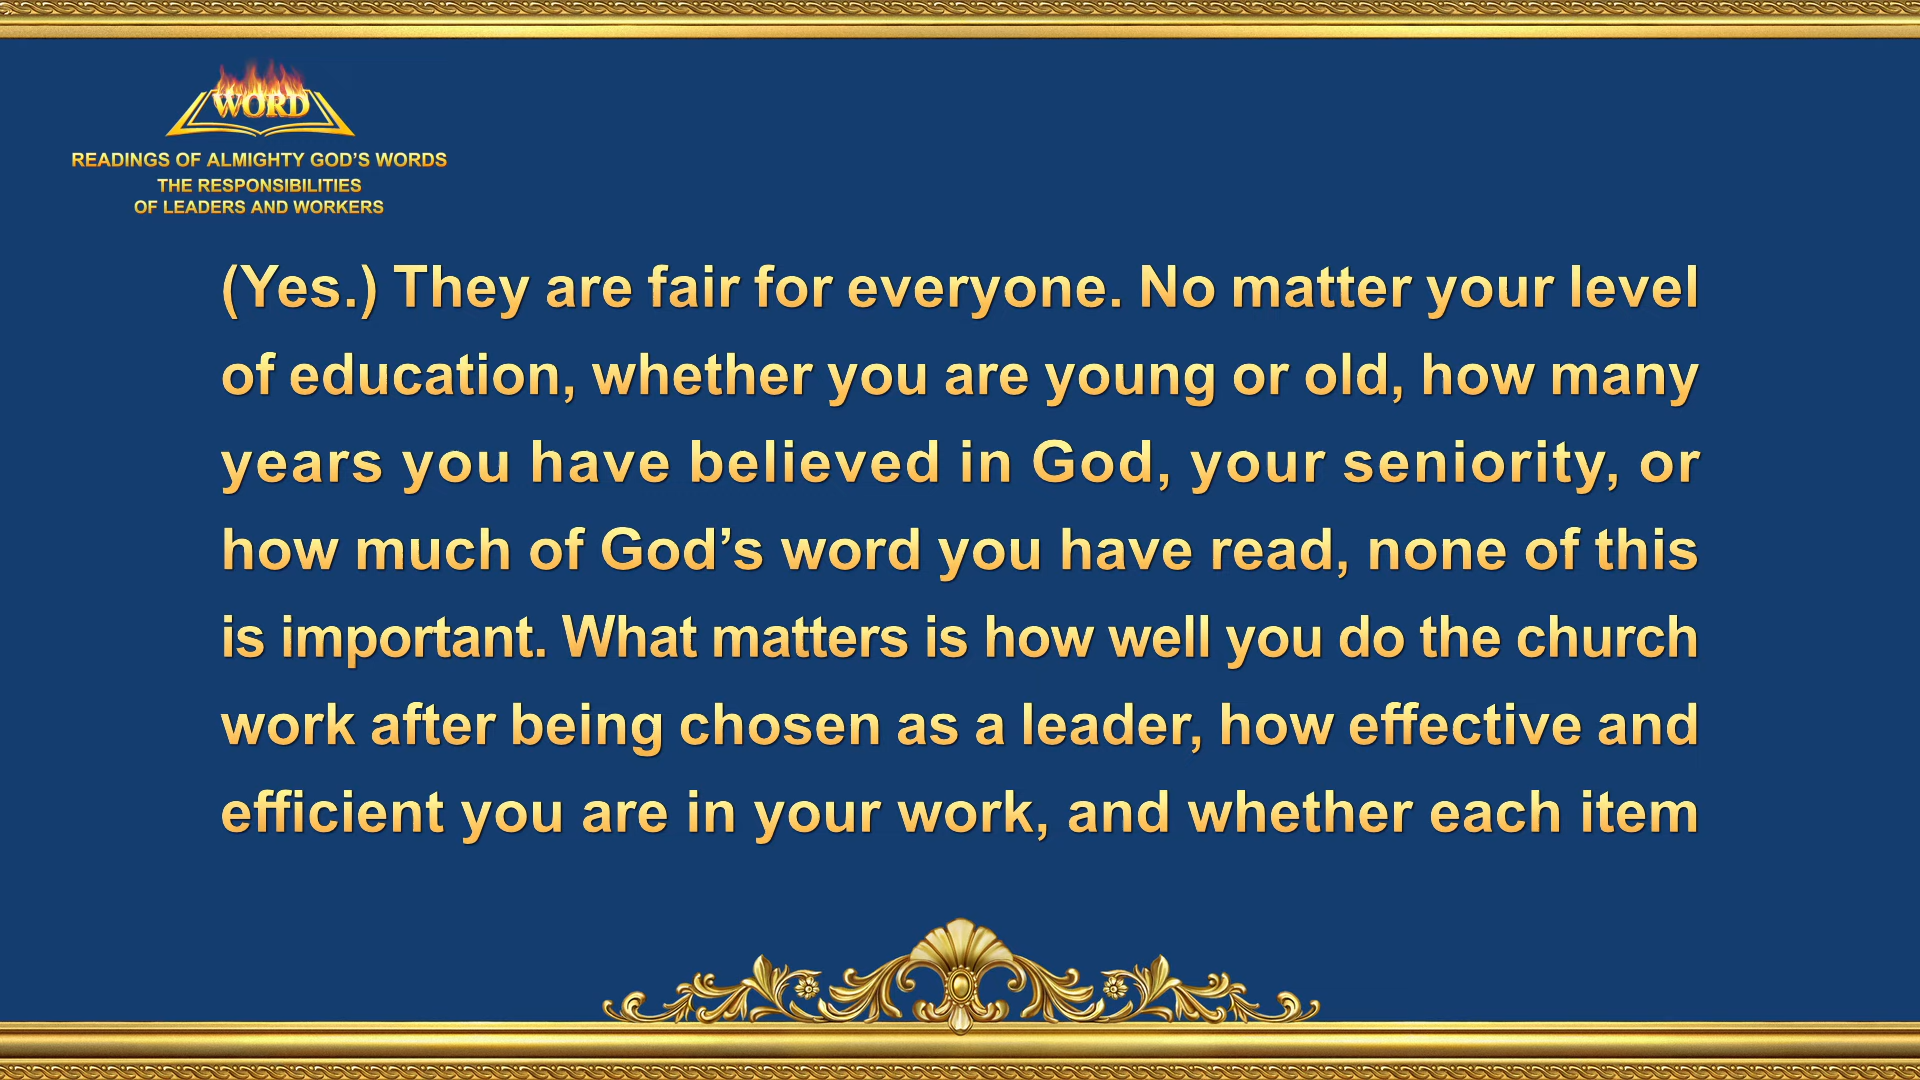 WORD
READINGS OF ALMIGHTY GOD’S WORDS
THE RESPONSIBILITIES
OF LEADERS AND WORKERS
(Yes.) They are fair for everyone. No matter your level
of education, whether you are young or old, how many
years you have believed in God, your seniority, or
how much of God’s word you have read, none of this
is important. What matters is how well you do the church
work after being chosen as a leader, how effective and
efficient you are in your work, and whether each item